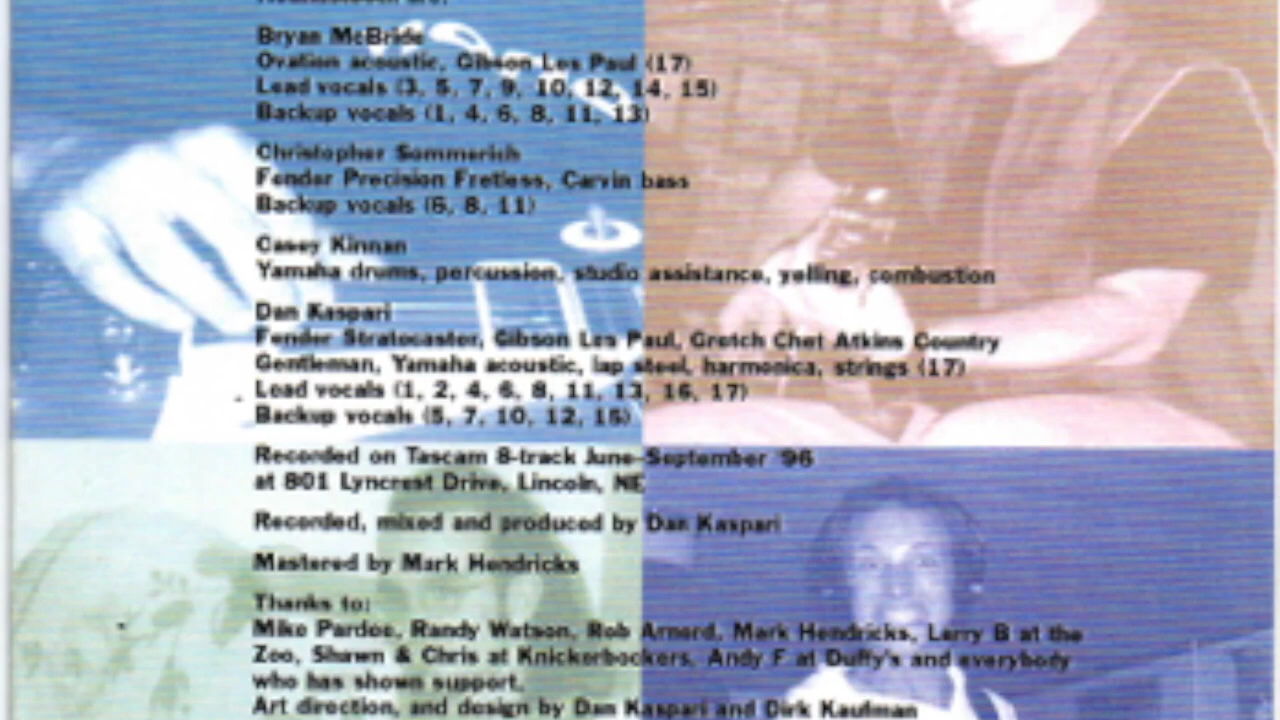 Bryan McBride
Ovation acoustic, Gibson Les Paul (17)
Lead vocals (3, 5, 7, 9, 10, 12, 14, 15)
Backup vocals (1, 4, 6, 8, 11, 13)
Christopher Sommerich
Fender Precision Fretless, Carvin bass
Backup vocals (6, 8, 11)
Casey Kinnan
Yamaha drums, percussion, studio assistance, yelling, combustion
Dan Kaspari
Fender Stratocaster, Gibson Les Paul, Gretch Chet Atkins Country
Gentleman, Yamaha acoustic, lap steel, harmonica, strings (17)
Lead vocals (1, 2, 4, 6, 8, 11, 13, 16, 17)
Backup vocals (5, 7, 10, 12, 15)
Recorded on Tascam 8-track June-September '96
at 801 Lyncrest Drive, Lincoln, NE
Recorded, mixed and produced by Dan Kaspari
Mastered by Mark Hendricks
Thanks to:
Mike Pardee, Randy Watson, Rob Arnord, Mark Hendricks, Larry B at the
Zoo, Shawn & Chris at Knickerbockers, Andy F at Duffy's and everybody
who has shown support.
Art direction, and design by Dan Kaspari and Dirk Kaufman